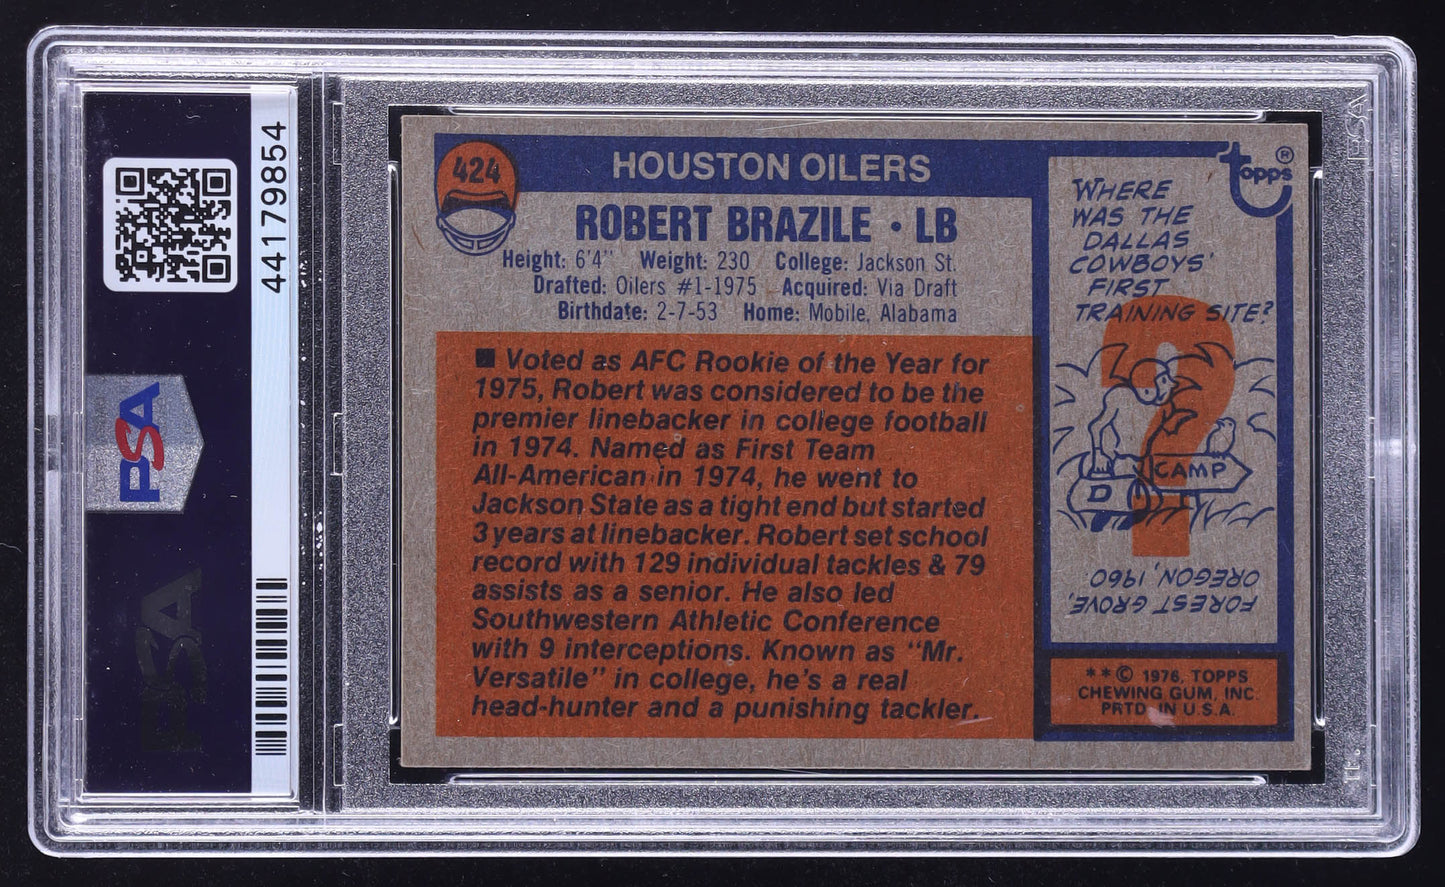 44179854
PSA
PSA
424
HOUSTON OILERS
topps®
ROBERT BRAZILE • LB
Height: 6'4" Weight: 230 College: Jackson St.
Drafted: Oilers #1-1975 Acquired: Via Draft
Birthdate: 2-7-53 Home: Mobile, Alabama
■ Voted as AFC Rookie of the Year for
1975, Robert was considered to be the
premier linebacker in college football
in 1974. Named as First Team
All-American in 1974, he went to
Jackson State as a tight end but started
3 years at linebacker. Robert set school
record with 129 individual tackles & 79
assists as a senior. He also led
Southwestern Athletic Conference
with 9 interceptions. Known as "Mr.
Versatile" in college, he's a real
head-hunter and a punishing tackler.
WHERE
WAS THE
DALLAS
COWBOYS'
FIRST
TRAINING SITE?
?
CAMP
D
FOREST GROVE,
OREGON, 1960
**© 1976, TOPPS
CHEWING GUM, INC.
PRTD. IN U.S.A.
PSA